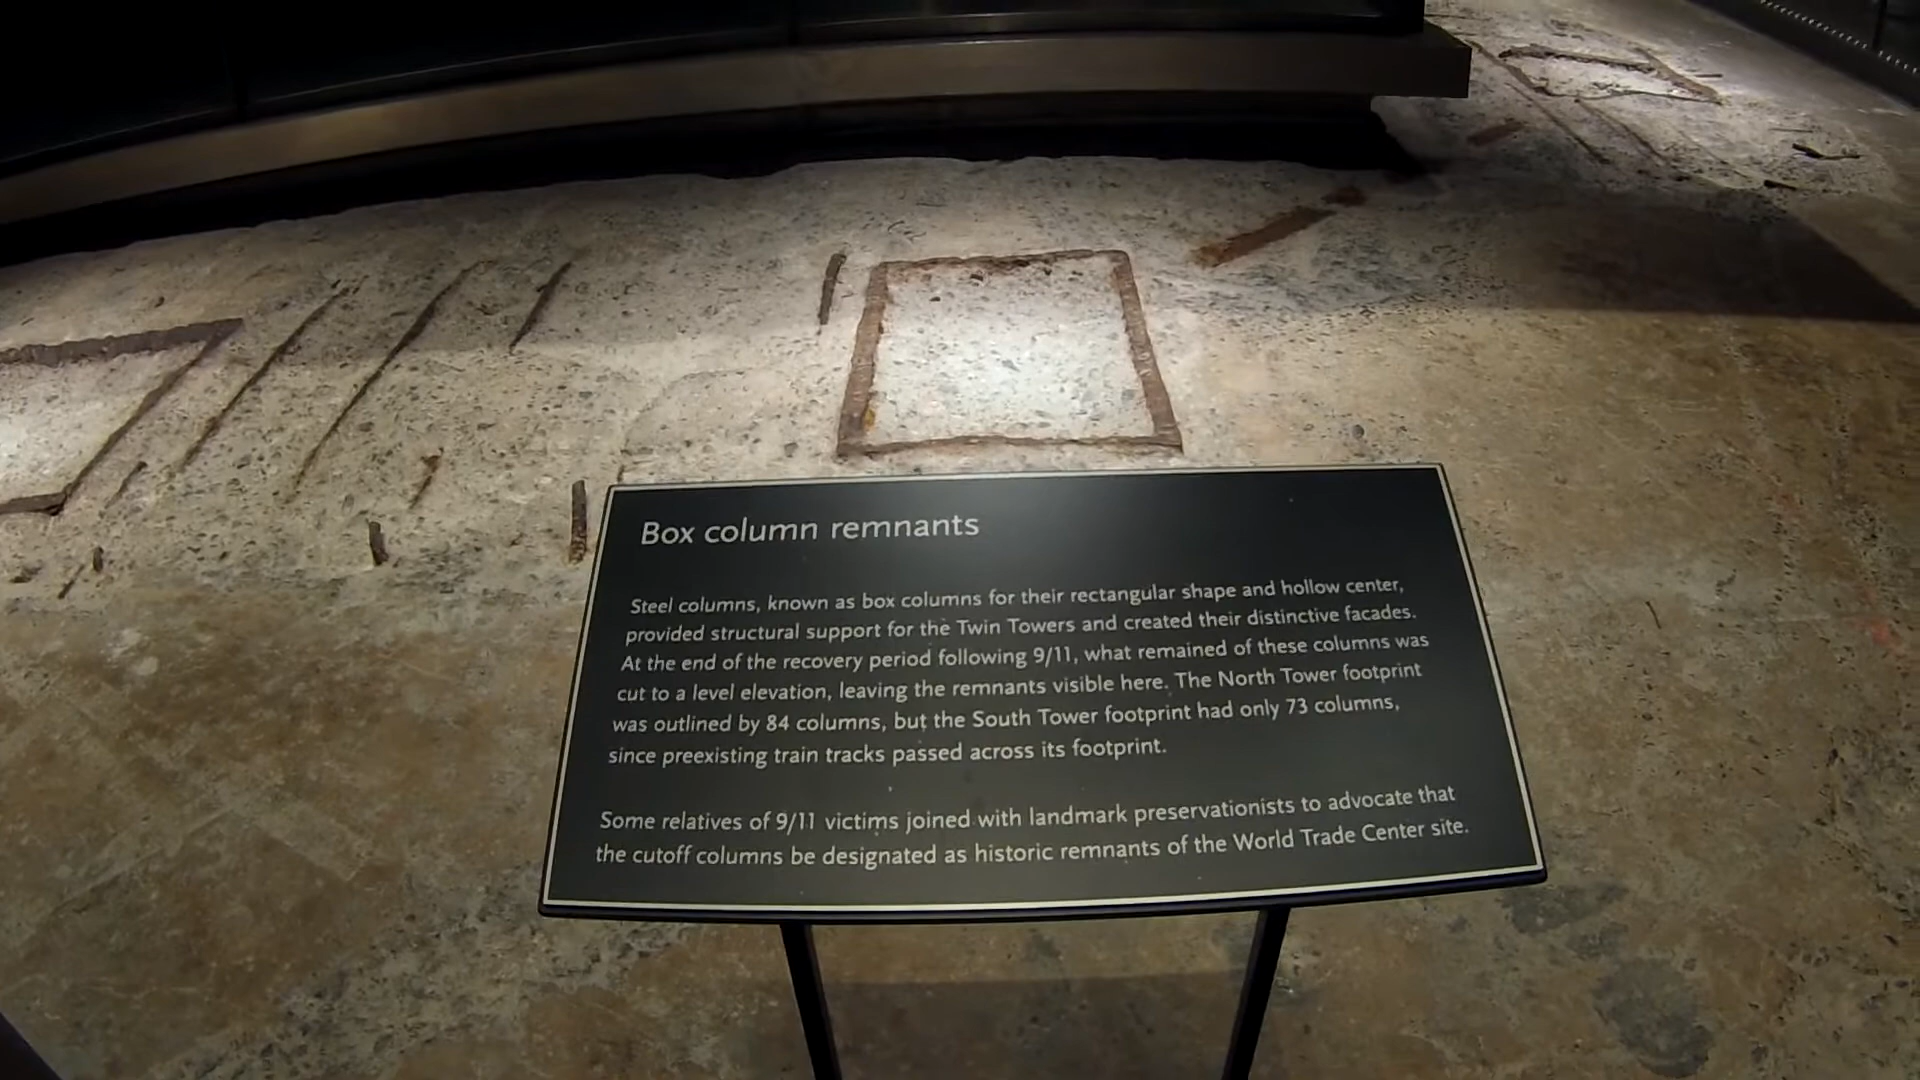 Box column remnants
Steel columns, known as box columns for their rectangular shape and hollow center,
provided structural support for the Twin Towers and created their distinctive facades.
At the end of the recovery period following 9/11, what remained of these columns was
cut to a level elevation, leaving the remnants visible here. The North Tower footprint
was outlined by 84 columns, but the South Tower footprint had only 73 columns,
since preexisting train tracks passed across its footprint.
Some relatives of 9/11 victims joined with landmark preservationists to advocate that
the cutoff columns be designated as historic remnants of the World Trade Center site.